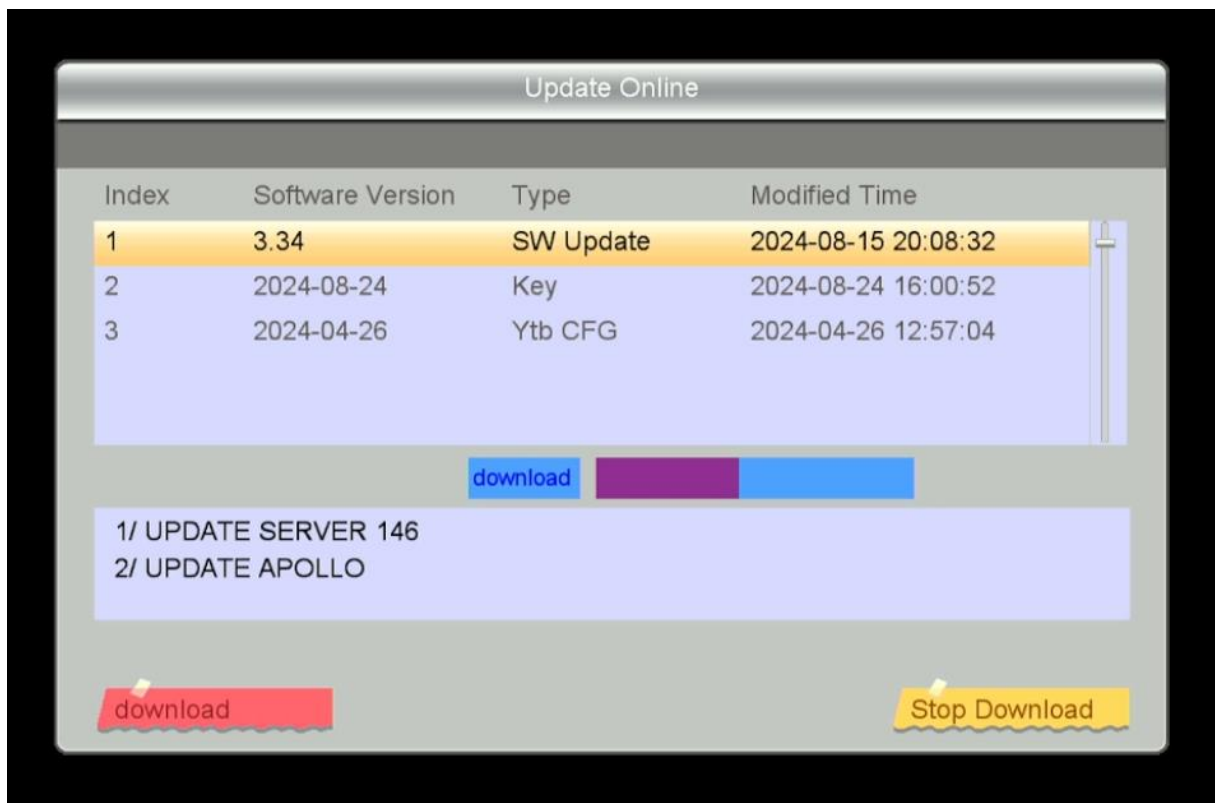 Update Online
Index Software Version Type Modified Time
1 3.34 SW Update 2024-08-15 20:08:32
2 2024-08-24 Key 2024-08-24 16:00:52
3 2024-04-26 Ytb CFG 2024-04-26 12:57:04
download
1/ UPDATE SERVER 146
2/ UPDATE APOLLO
download Stop Download